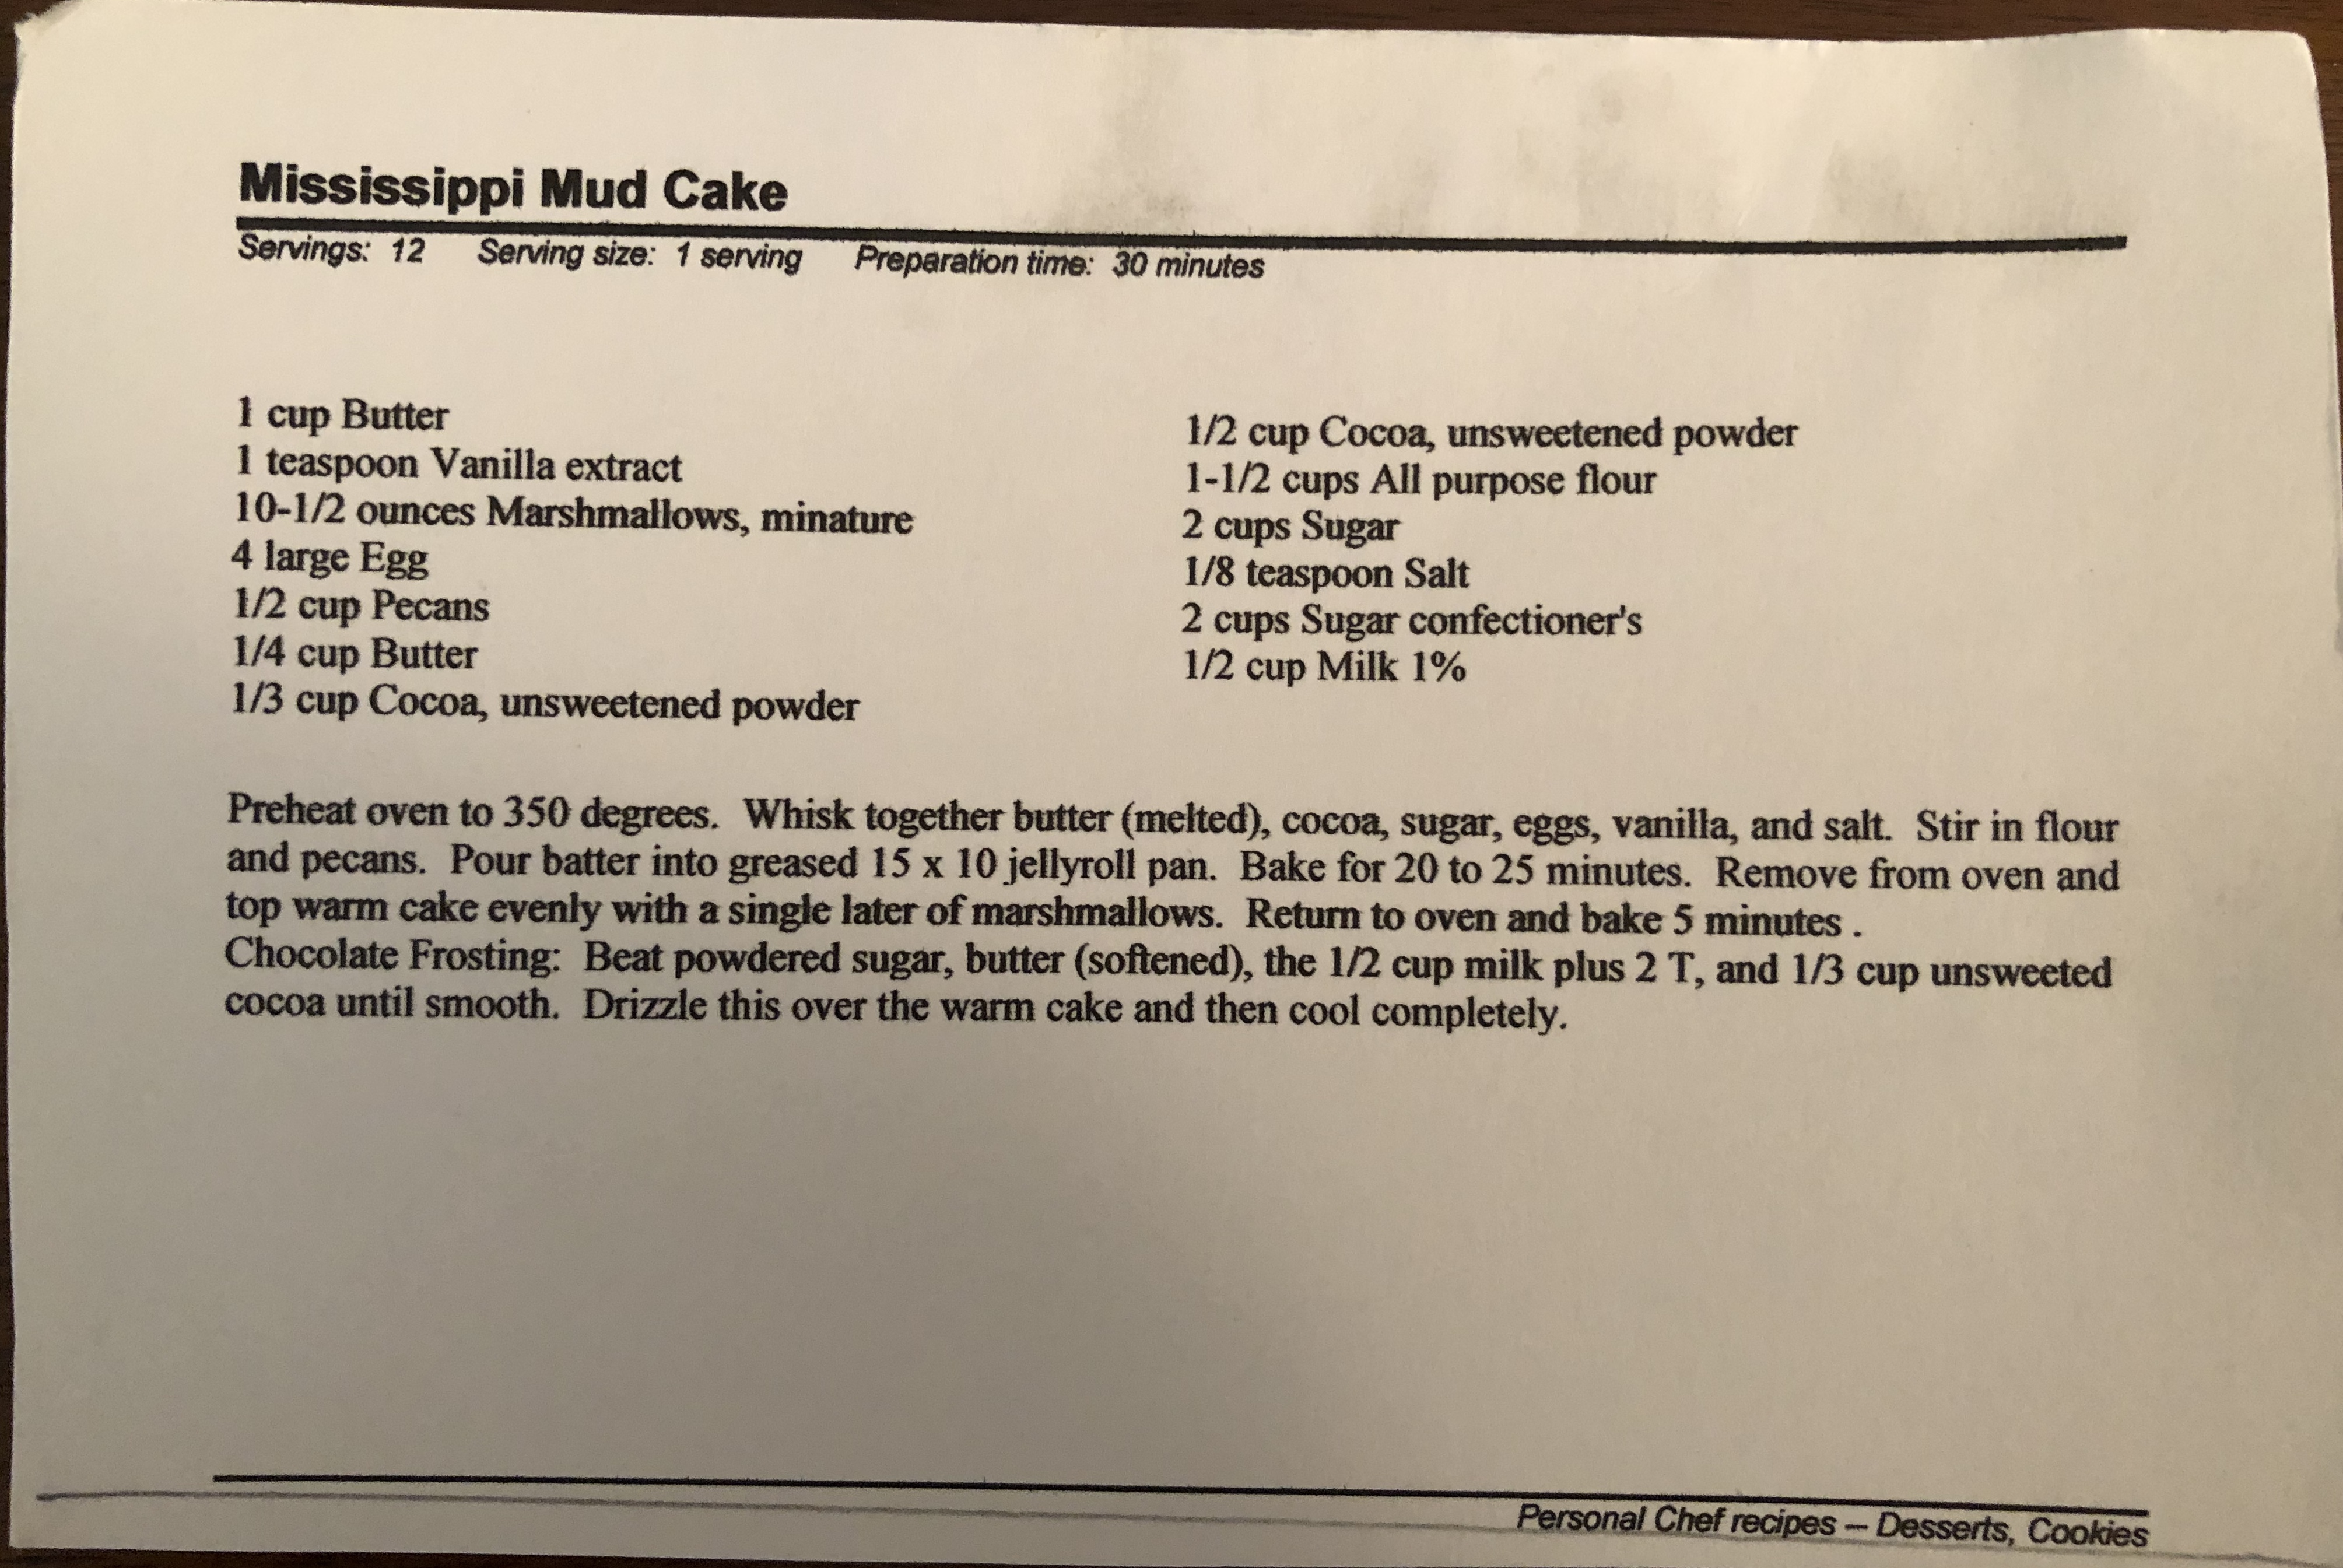 Mississippi Mud Cake
Servings: 12 Serving size: 1 serving Preparation time: 30 minutes
1 cup Butter
1 teaspoon Vanilla extract
10-1/2 ounces Marshmallows, minature
4 large Egg
1/2 cup Pecans
1/4 cup Butter
1/3 cup Cocoa, unsweetened powder
1/2 cup Cocoa, unsweetened powder
1-1/2 cups All purpose flour
2 cups Sugar
1/8 teaspoon Salt
2 cups Sugar confectioner's
1/2 cup Milk 1%
Preheat oven to 350 degrees. Whisk together butter (melted), cocoa, sugar, eggs, vanilla, and salt. Stir in flour
and pecans. Pour batter into greased 15 x 10 jellyroll pan. Bake for 20 to 25 minutes. Remove from oven and
top warm cake evenly with a single later of marshmallows. Return to oven and bake 5 minutes .
Chocolate Frosting: Beat powdered sugar, butter (softened), the 1/2 cup milk plus 2 T, and 1/3 cup unsweeted
cocoa until smooth. Drizzle this over the warm cake and then cool completely.
Personal Chef recipes -- Desserts, Cookies